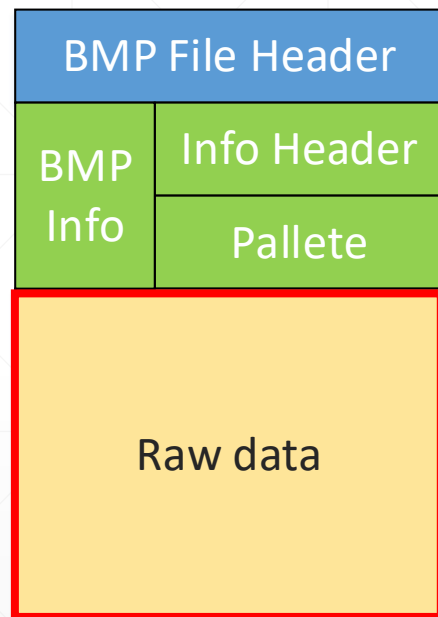 BMP File Header
BMP
Info
Info Header
Pallete
Raw data